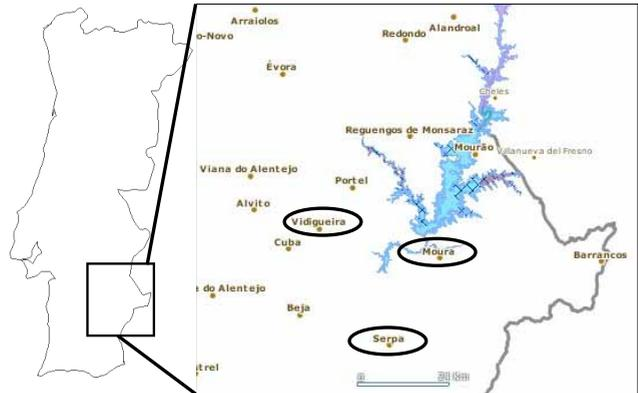 Arraiolos
Alandroal
Redondo
o-Novo
Évora
Cheles
Reguengos de Monsaraz
Mourão
Villanueva del Fresno
Viana do Alentejo
Portel
Alvito
Vidigueira
Cuba
Moura
Barrancos
a do Alentejo
Beja
Serpa
trel